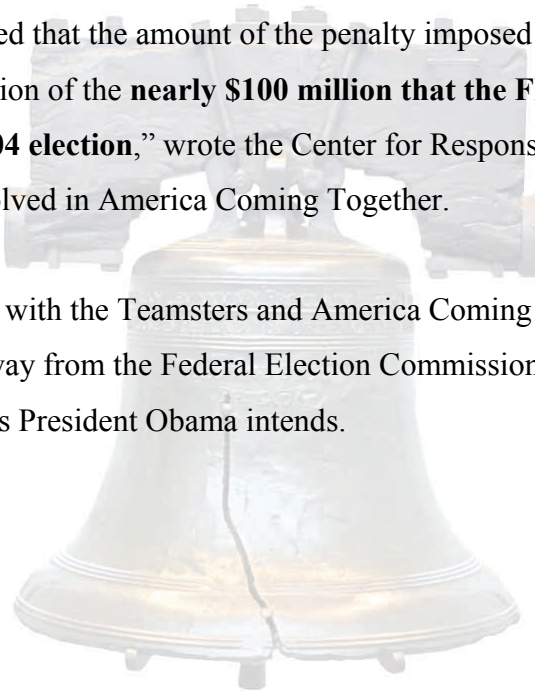 ed that the amount of the penalty imposed
ion of the nearly $100 million that the F
04 election,” wrote the Center for Respons
olved in America Coming Together.
with the Teamsters and America Coming
way from the Federal Election Commission
s President Obama intends.